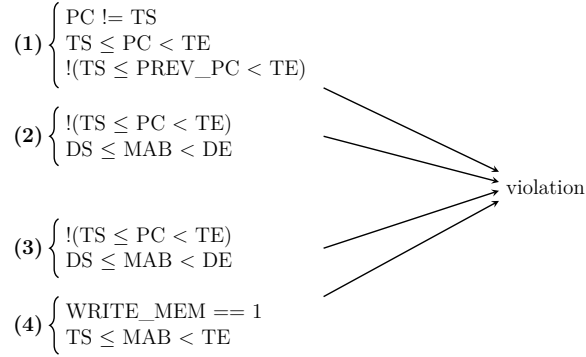 (1)
PC != TS
TS ≤ PC < TE
!(TS ≤ PREV_PC < TE)
(2)
!(TS ≤ PC < TE)
DS ≤ MAB < DE
(3)
!(TS ≤ PC < TE)
DS ≤ MAB < DE
(4)
WRITE_MEM == 1
TS ≤ MAB < TE
violation